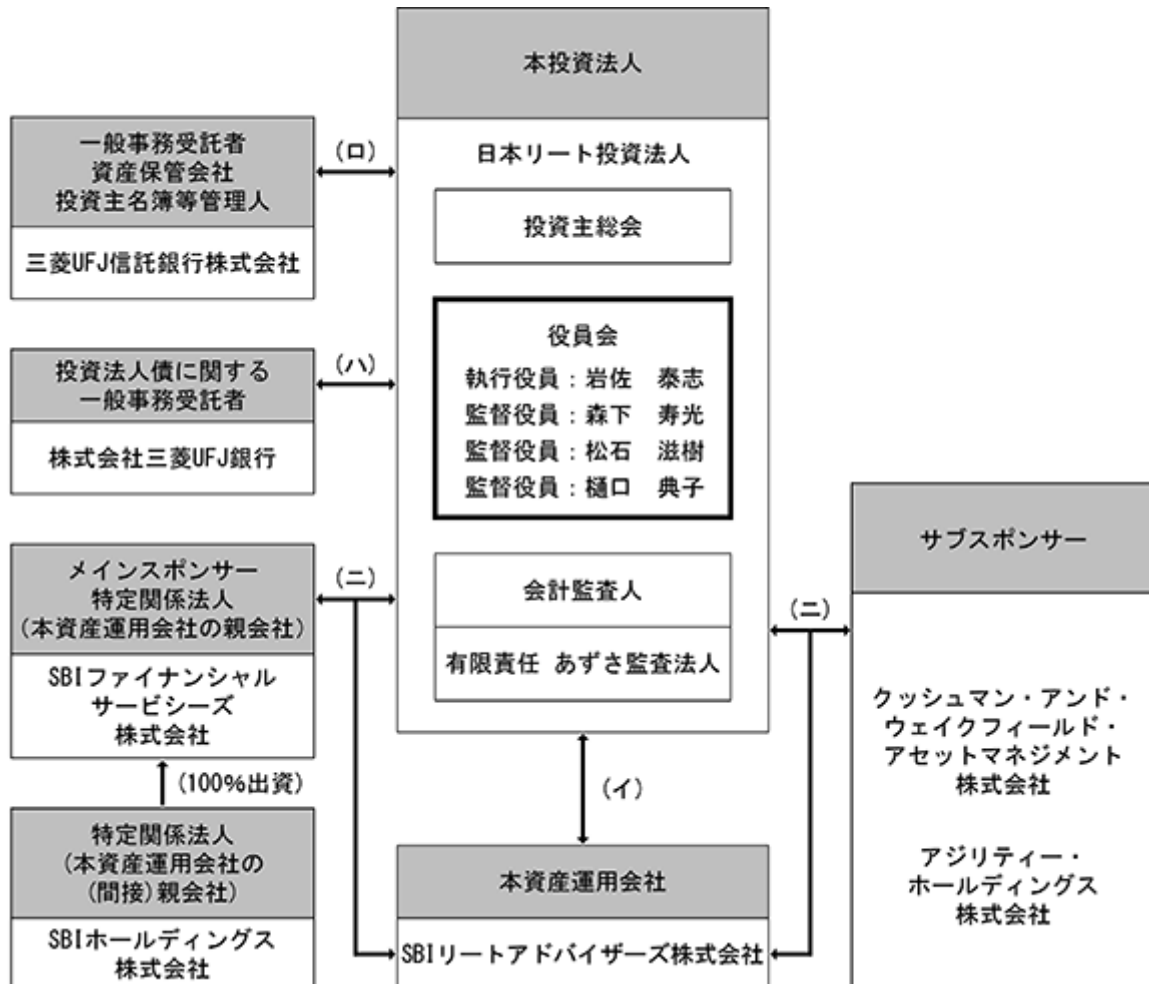 本投資法人
日本リート投資法人
投資主総会
役員会
執行役員：岩佐　泰志
監督役員：森下　寿光
監督役員：松石　滋樹
監督役員：樋口　典子
会計監査人
有限責任 あずさ監査法人
一般事務受託者
資産保管会社
投資主名簿等管理人
三菱UFJ信託銀行株式会社
(ロ)
投資法人債に関する
一般事務受託者
株式会社三菱UFJ銀行
(ハ)
メインスポンサー
特定関係法人
(本資産運用会社の親会社)
SBIファイナンシャル
サービシーズ
株式会社
(ニ)
(100%出資)
特定関係法人
(本資産運用会社の
(間接)親会社)
SBIホールディングス
株式会社
(イ)
本資産運用会社
SBIリートアドバイザーズ株式会社
(ニ)
サブスポンサー
クッシュマン・アンド・
ウェイクフィールド・
アセットマネジメント
株式会社
アジリティー・
ホールディングス
株式会社